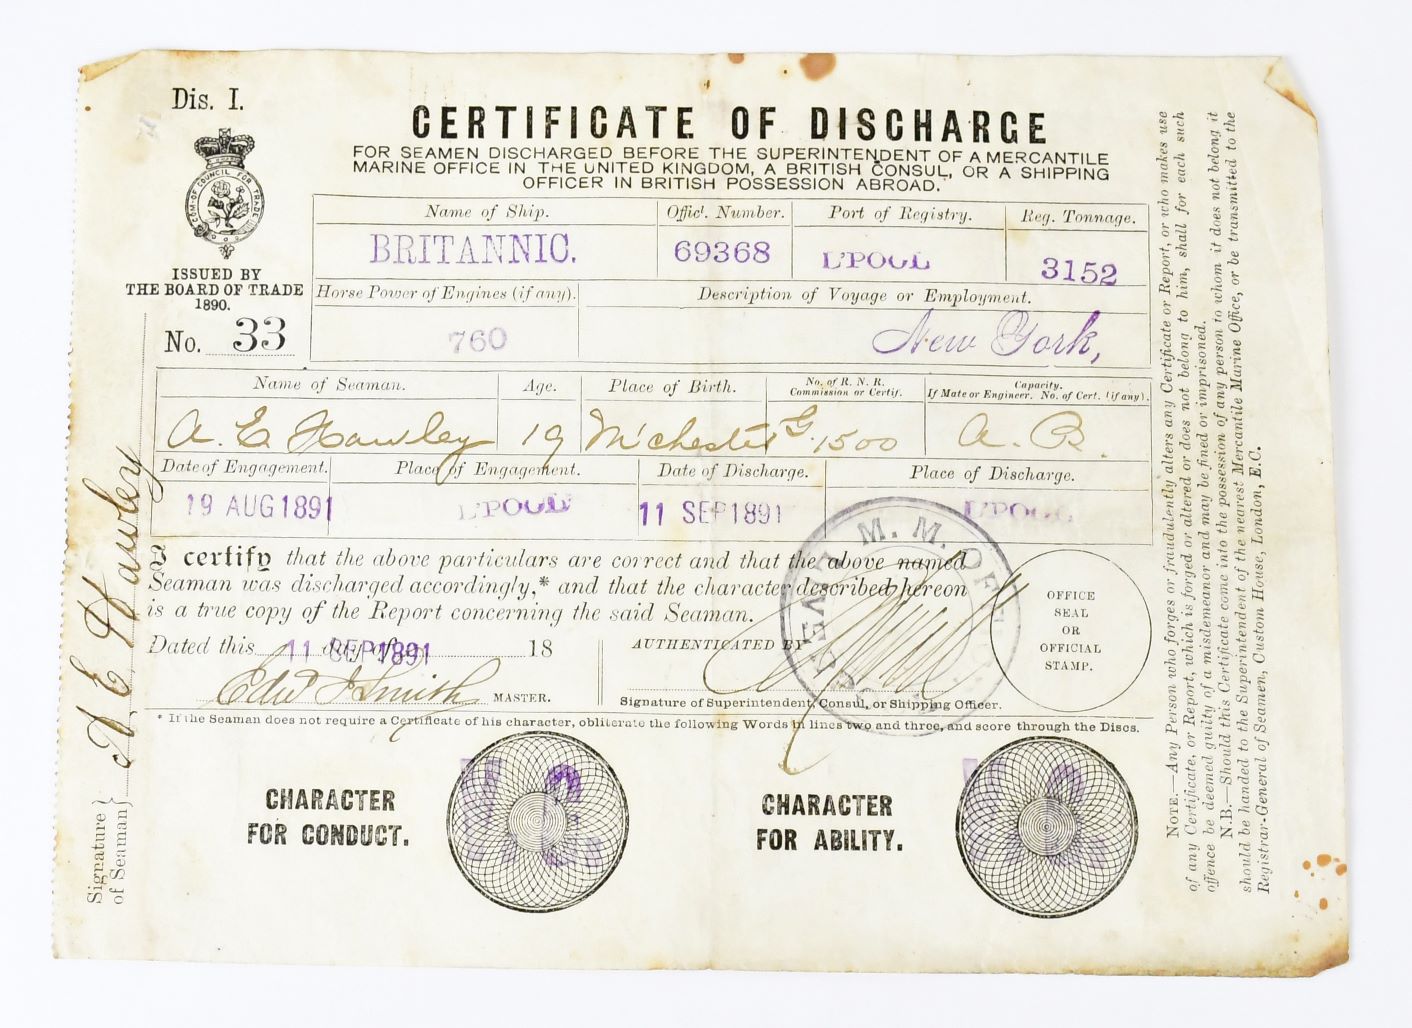 Dis. I.
COM. OF COUNCIL FOR TRADE
ISSUED BY
THE BOARD OF TRADE
1890.
No. 33
CERTIFICATE OF DISCHARGE
FOR SEAMEN DISCHARGED BEFORE THE SUPERINTENDENT OF A MERCANTILE
MARINE OFFICE IN THE UNITED KINGDOM, A BRITISH CONSUL, OR A SHIPPING
OFFICER IN BRITISH POSSESSION ABROAD.
Name of Ship. Offic'. Number. Port of Registry. Reg. Tonnage.
BRITANNIC. 69368 L'POOL 3152
Horse Power of Engines (if any). Description of Voyage or Employment.
760 New York,
Name of Seaman. Age. Place of Birth. No. of R. N. R. Commission or Certif. Capacity. If Mate or Engineer. No. of Cert. (if any).
A. E. Hawley 19 M'chester G. 1500 A. B.
Date of Engagement. Place of Engagement. Date of Discharge. Place of Discharge.
19 AUG 1891 L'POOL 11 SEP 1891 L'POOL
I certify that the above particulars are correct and that the above named
Seaman was discharged accordingly,* and that the character described hereon
is a true copy of the Report concerning the said Seaman.
Dated this 11 SEP 1891 day of 18
Edwd J Smith MASTER.
AUTHENTICATED BY
Signature of Superintendent, Consul, or Shipping Officer.
M. M. OFF
OFFICE
SEAL
OR
OFFICIAL
STAMP.
* If the Seaman does not require a Certificate of his character, obliterate the following Words in lines two and three, and score through the Discs.
CHARACTER
FOR CONDUCT.
CHARACTER
FOR ABILITY.
Signature of Seaman A. E. Hawley
NOTE.—Any Person who forges or fraudulently alters any Certificate or Report, or who makes use
of any Certificate, or Report, which is forged or altered or does not belong to him, shall for each such
offence be deemed guilty of a misdemeanor and may be fined or imprisoned.
N.B.—Should this Certificate come into the possession of any person to whom it does not belong it
should be handed to the Superintendent of the nearest Mercantile Marine Office, or be transmitted to the
Registrar-General of Seamen, Custom House, London, E.C.